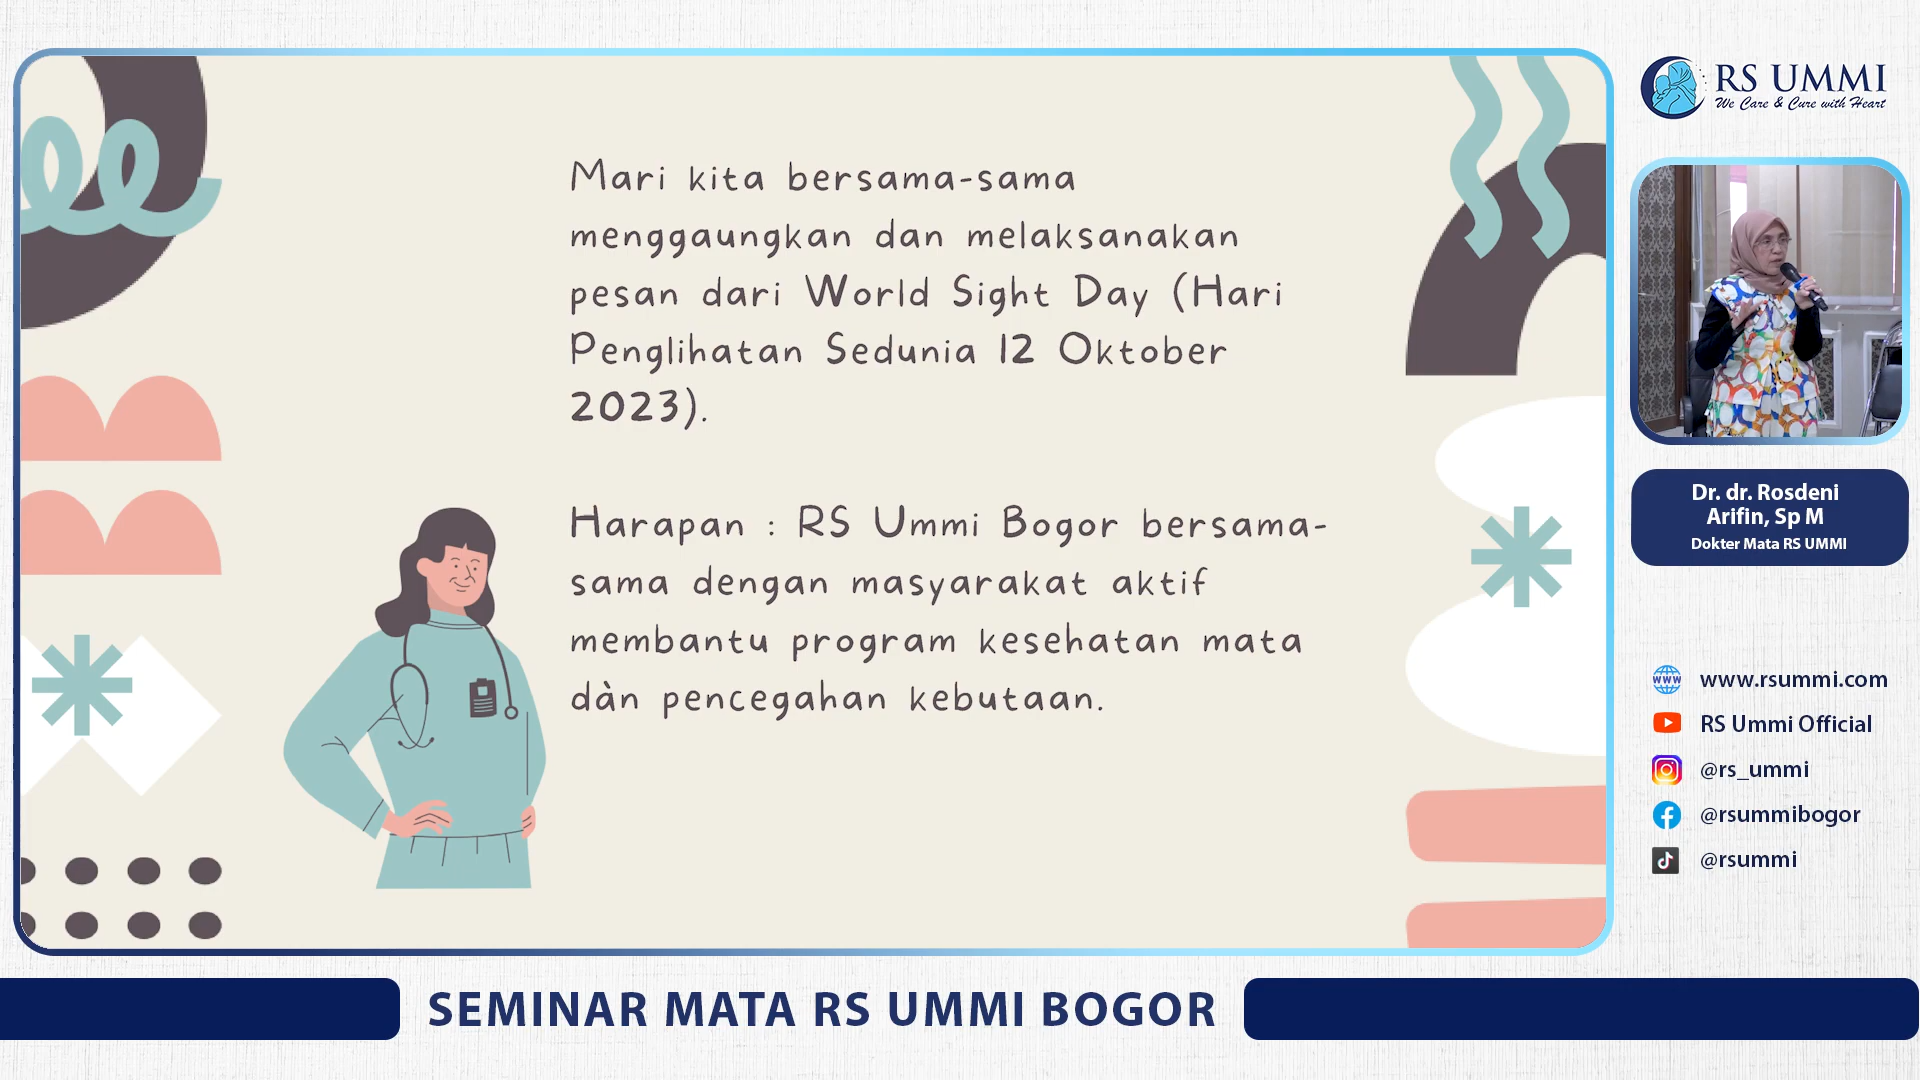 Mari kita bersama-sama
menggaungkan dan melaksanakan
pesan dari World Sight Day (Hari
Penglihatan Sedunia 12 Oktober
2023).
Harapan : RS Ummi Bogor bersama-
sama dengan masyarakat aktif
membantu program kesehatan mata
dàn pencegahan kebutaan.
RS UMMI
We Care & Cure with Heart
Dr. dr. Rosdeni
Arifin, Sp M
Dokter Mata RS UMMI
www
www.rsummi.com
RS Ummi Official
@rs_ummi
@rsummibogor
@rsummi
SEMINAR MATA RS UMMI BOGOR